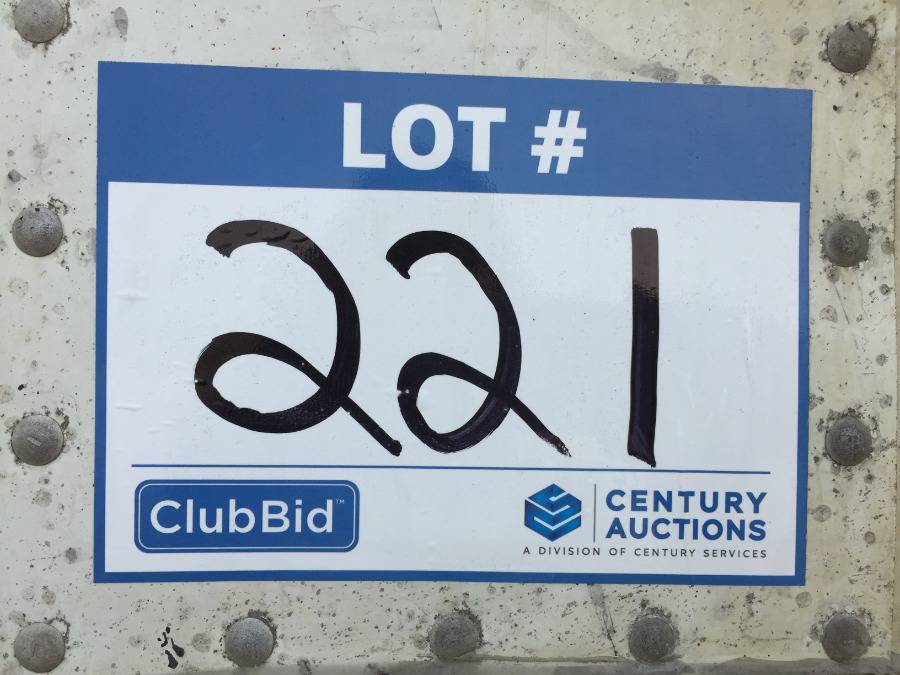 LOT #
221
ClubBid™
CENTURY
AUCTIONS
A DIVISION OF CENTURY SERVICES